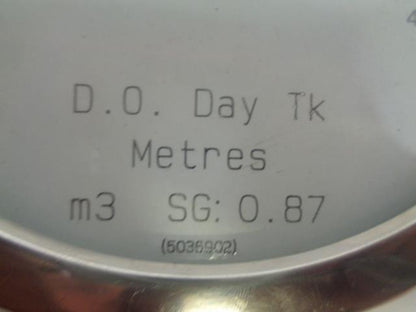 D.O. Day Tk
Metres
m3 SG: 0.87
(5036902)